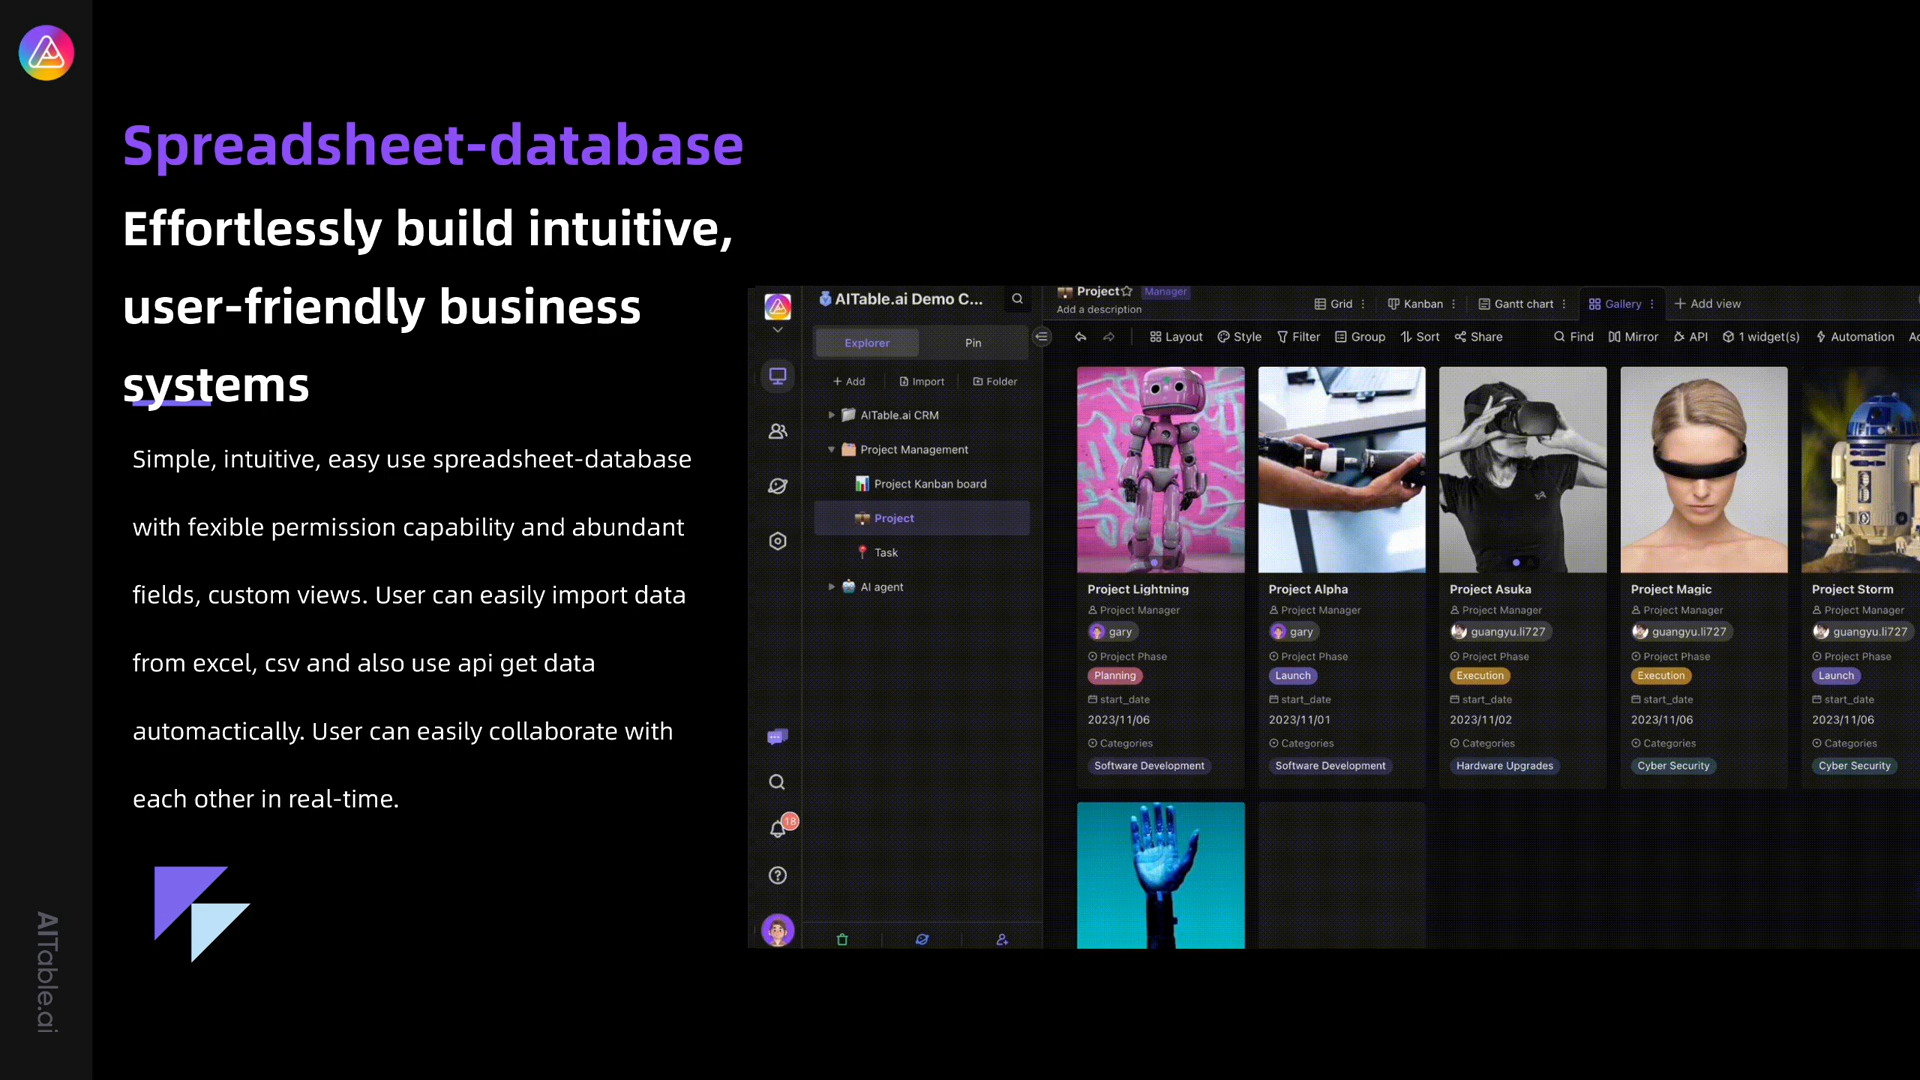 Spreadsheet-database
Effortlessly build intuitive,
user-friendly business
systems
Simple, intuitive, easy use spreadsheet-database
with fexible permission capability and abundant
fields, custom views. User can easily import data
from excel, csv and also use api get data
automactically. User can easily collaborate with
each other in real-time.
AITable.ai
AITable.ai Demo C...
Explorer Pin
+ Add Import Folder
AITable.ai CRM
Project Management
Project Kanban board
Project
Task
AI agent
18
Project Manager
Add a description
Grid Kanban Gantt chart Gallery + Add view
Layout Style Filter Group Sort Share Find Mirror API 1 widget(s) Automation
Project Lightning
Project Manager
gary
Project Phase
Planning
start_date
2023/11/06
Categories
Software Development
Project Alpha
Project Manager
gary
Project Phase
Launch
start_date
2023/11/01
Categories
Software Development
Project Asuka
Project Manager
guangyu.li727
Project Phase
Execution
start_date
2023/11/02
Categories
Hardware Upgrades
Project Magic
Project Manager
guangyu.li727
Project Phase
Execution
start_date
2023/11/06
Categories
Cyber Security
Project Storm
Project Manager
guangyu.li727
Project Phase
Launch
start_date
2023/11/06
Categories
Cyber Security